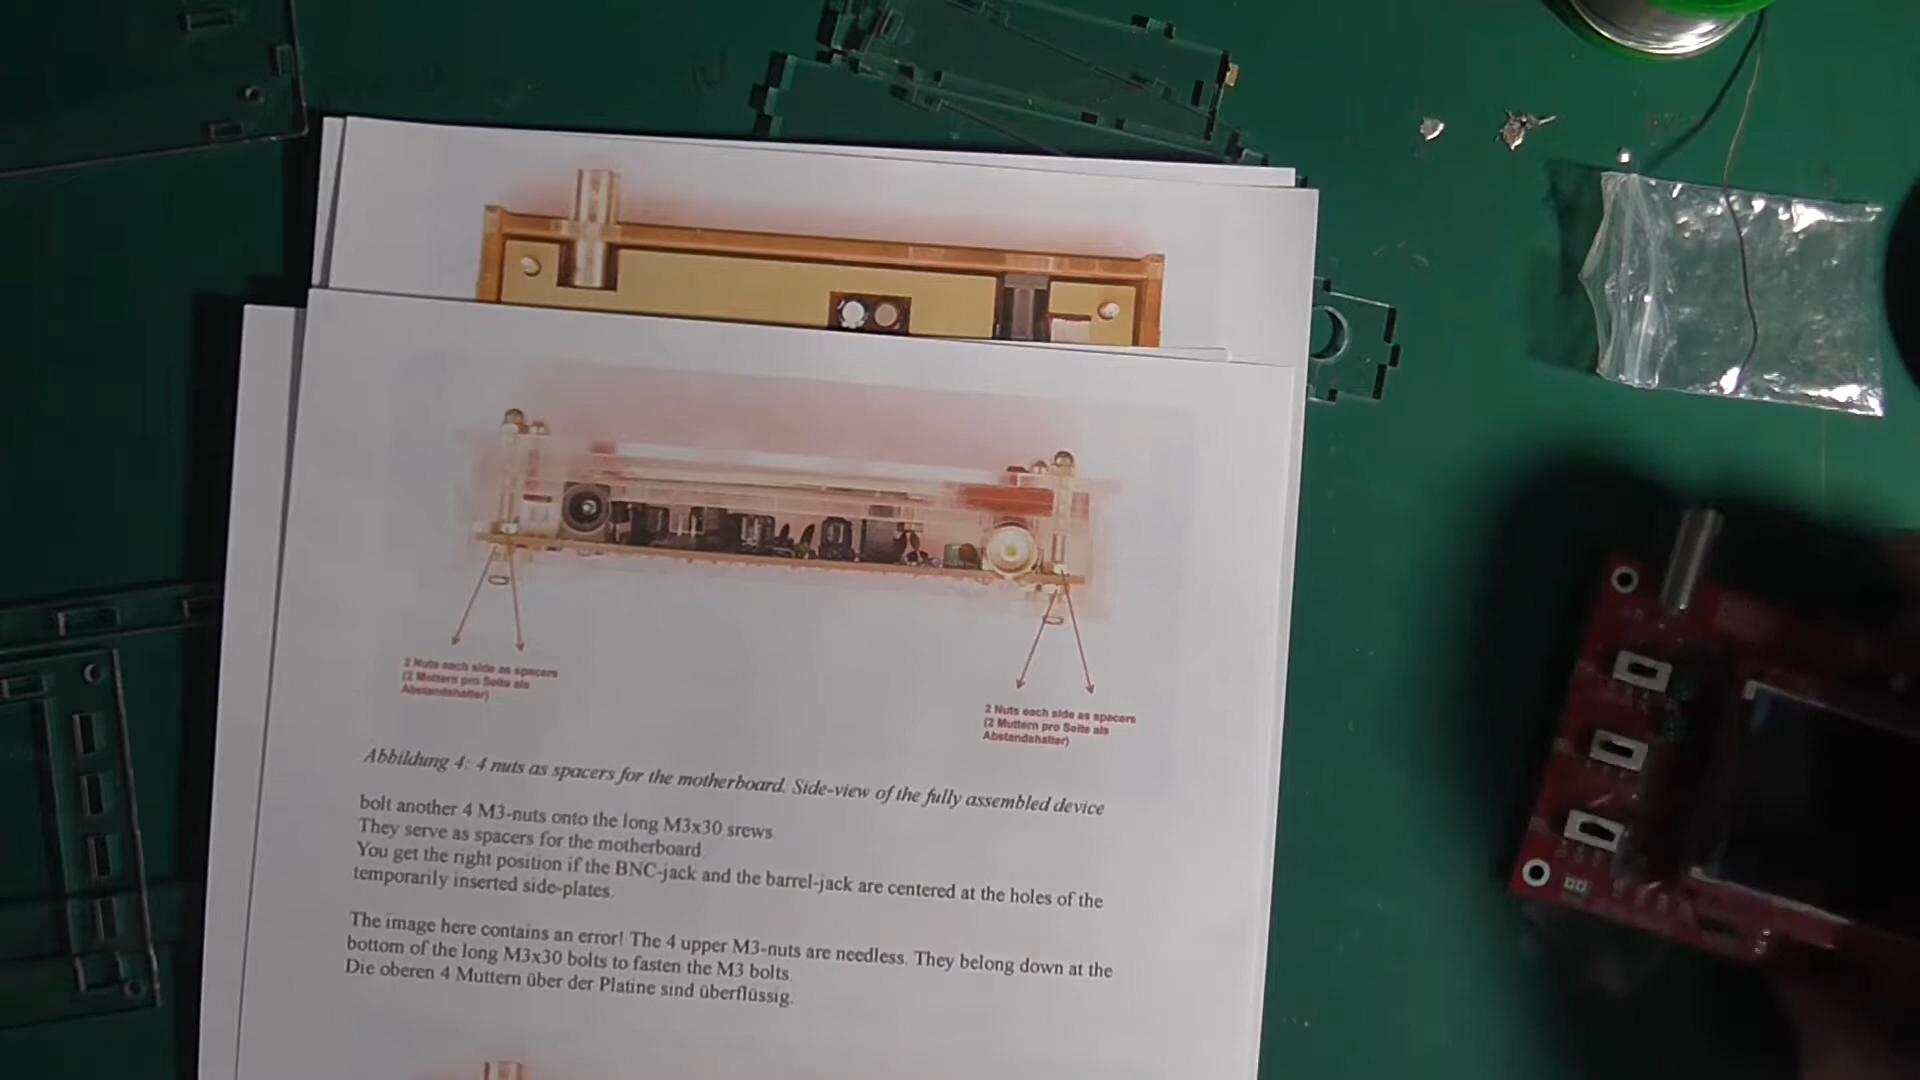 2 Nuts each side as spacers
(2 Muttern pro Seite als
Abstandshalter)
2 Nuts each side as spacers
(2 Muttern pro Seite als
Abstandshalter)
Abbildung 4: 4 nuts as spacers for the motherboard. Side-view of the fully assembled device
bolt another 4 M3-nuts onto the long M3x30 srews
They serve as spacers for the motherboard.
You get the right position if the BNC-jack and the barrel-jack are centered at the holes of the
temporarily inserted side-plates.
The image here contains an error! The 4 upper M3-nuts are needless. They belong down at the
bottom of the long M3x30 bolts to fasten the M3 bolts.
Die oberen 4 Muttern über der Platine sind überflüssig.